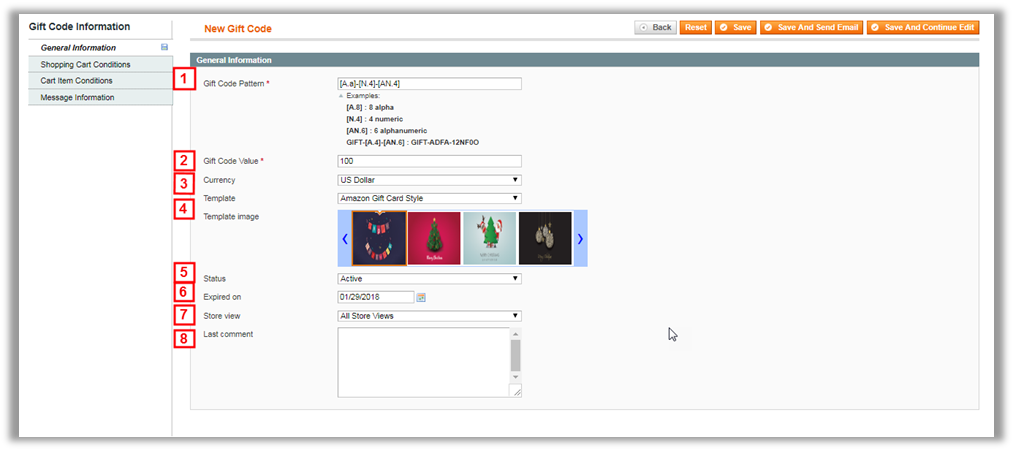 Gift Code Information
General Information
Shopping Cart Conditions
Cart Item Conditions
Message Information
New Gift Code
Back
Reset
Save
Save And Send Email
Save And Continue Edit
General Information
1
Gift Code Pattern *
[A.a]-[N.4]-[AN.4]
Examples:
[A.8] : 8 alpha
[N.4] : 4 numeric
[AN.6] : 6 alphanumeric
GIFT-[A.4]-[AN.6] : GIFT-ADFA-12NF0O
2
Gift Code Value *
100
3
Currency
US Dollar
Template
Amazon Gift Card Style
4
Template image
5
Status
Active
6
Expired on
01/29/2018
7
Store view
All Store Views
8
Last comment